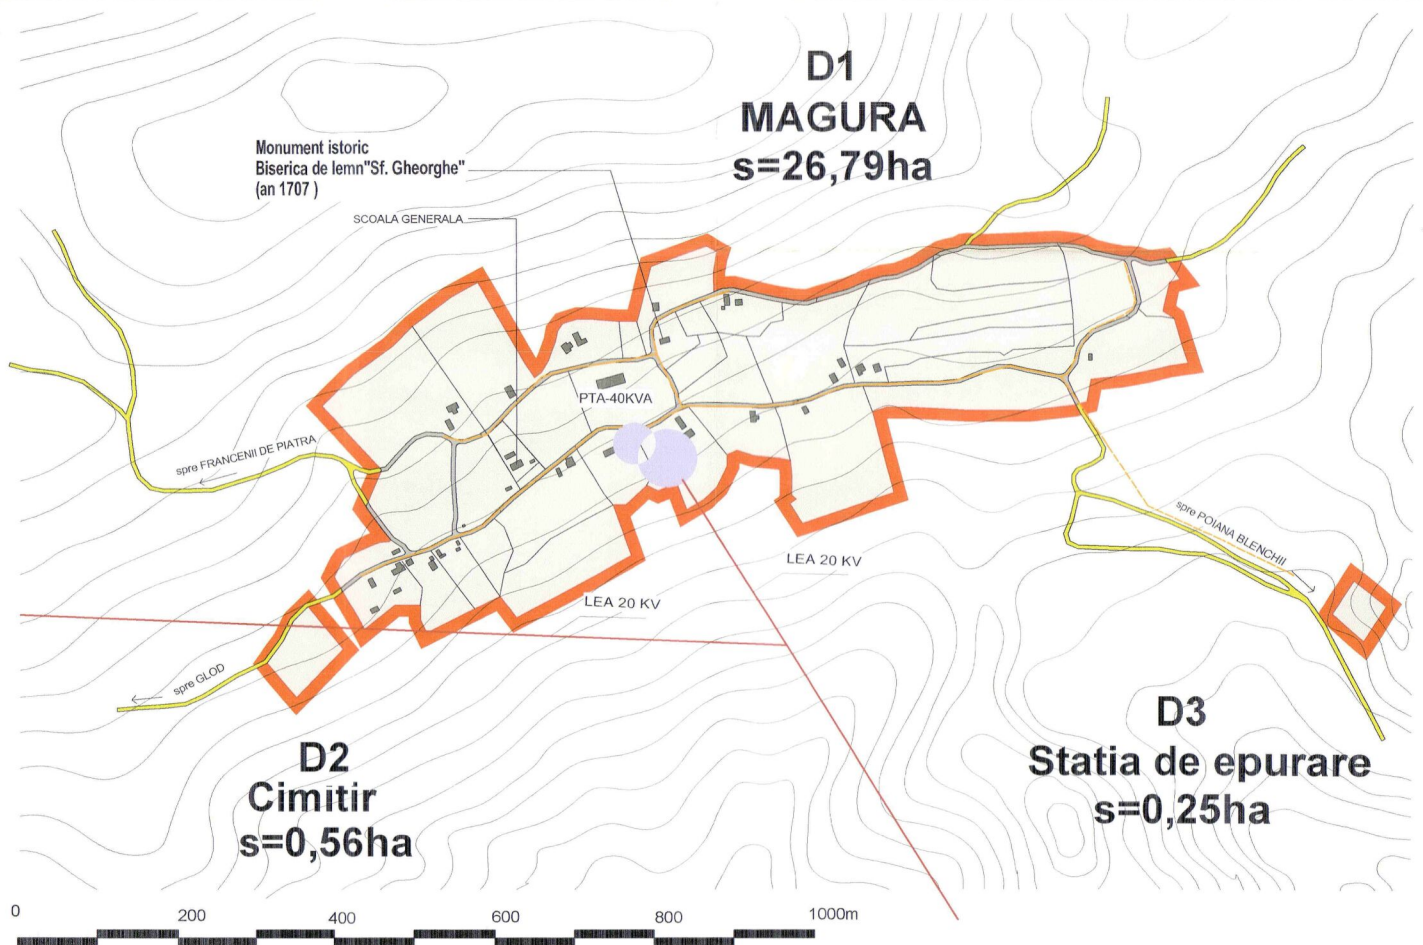 D1
MAGURA
s=26,79ha
Monument istoric
Biserica de lemn"Sf. Gheorghe"
(an 1707 )
SCOALA GENERALA
PTA-40KVA
spre FRANCENII DE PIATRA
spre POIANA BLENCHII
LEA 20 KV
LEA 20 KV
spre GLOD
D2
Cimitir
s=0,56ha
D3
Statia de epurare
s=0,25ha
0 200 400 600 800 1000m